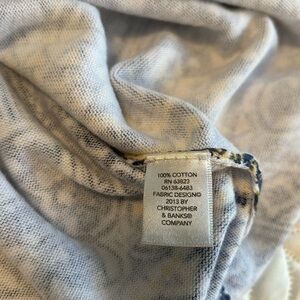 100% COTTON
RN 63823
06138-6483
FABRIC DESIGN©
2013 BY
CHRISTOPHER
& BANKS®
COMPANY